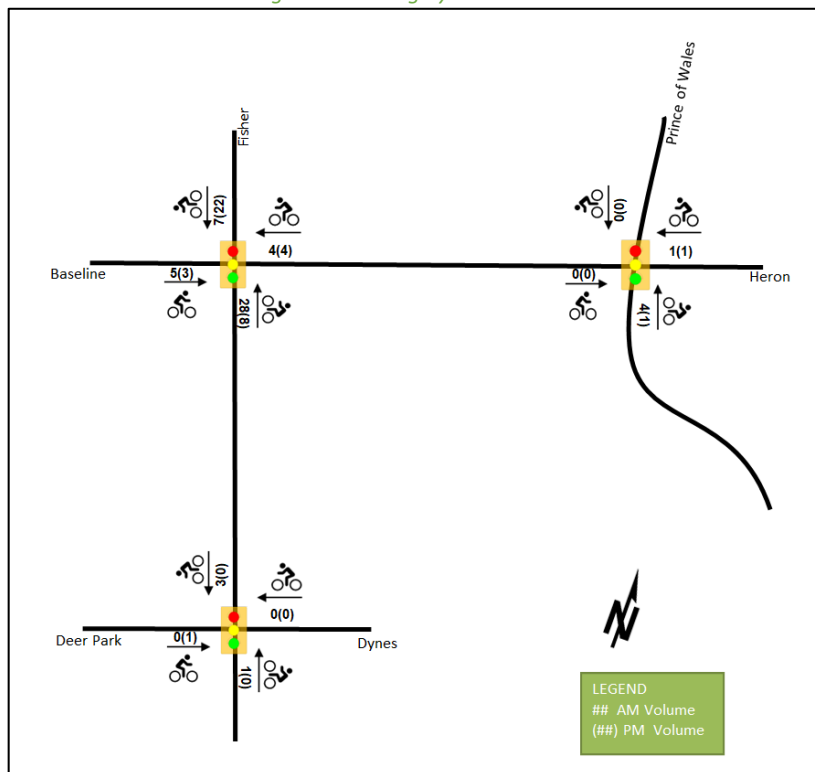 Fisher
Prince of Wales
7(22)
4(4)
0(0)
1(1)
Baseline
5(3)
0(0)
Heron
28(8)
4(1)
3(0)
0(0)
Deer Park
0(1)
Dynes
1(0)
N
LEGEND
## AM Volume
(##) PM Volume